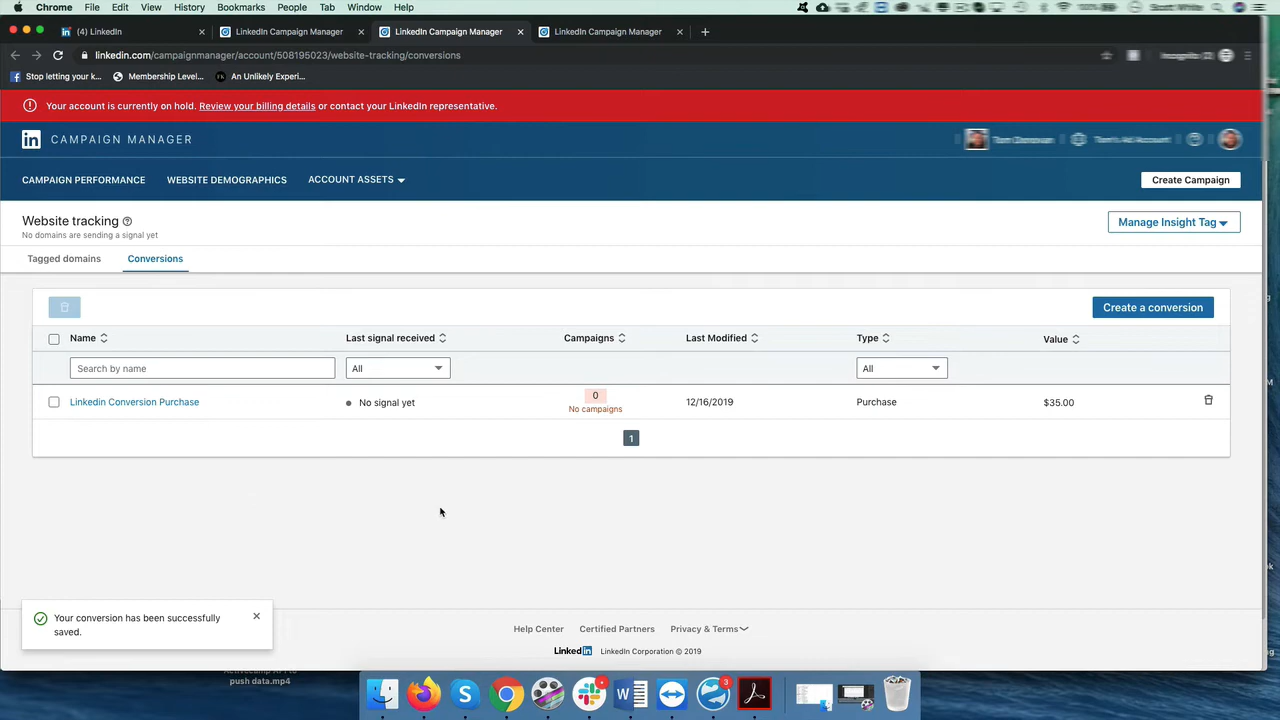 Chrome File Edit View History Bookmarks People Tab Window Help
(4) LinkedIn
LinkedIn Campaign Manager
LinkedIn Campaign Manager
LinkedIn Campaign Manager
linkedin.com/campaignmanager/account/508195023/website-tracking/conversions
Stop letting your k... Membership Level... An Unlikely Experi...
Your account is currently on hold. Review your billing details or contact your LinkedIn representative.
in CAMPAIGN MANAGER
CAMPAIGN PERFORMANCE WEBSITE DEMOGRAPHICS ACCOUNT ASSETS Create Campaign
Website tracking
No domains are sending a signal yet
Manage Insight Tag
Tagged domains Conversions
Create a conversion
Name Last signal received Campaigns Last Modified Type Value
Search by name All All
Linkedin Conversion Purchase No signal yet 0 12/16/2019 Purchase $35.00
No campaigns
1
Your conversion has been successfully
saved.
Help Center Certified Partners Privacy & Terms
LinkedIn LinkedIn Corporation © 2019
push data.mp4
3